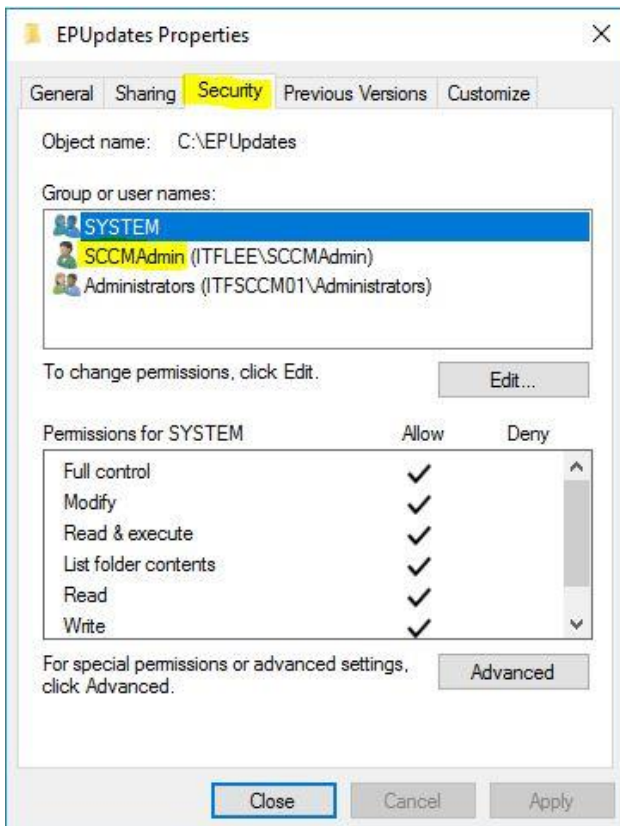 EPUpdates Properties
General Sharing Security Previous Versions Customize
Object name: C:\EPUpdates
Group or user names:
SYSTEM
SCCMAdmin (ITFLEE\SCCMAdmin)
Administrators (ITFSCCM01\Administrators)
To change permissions, click Edit.
Edit...
Permissions for SYSTEM Allow Deny
Full control
Modify
Read & execute
List folder contents
Read
Write
For special permissions or advanced settings,
click Advanced.
Advanced
Close Cancel Apply